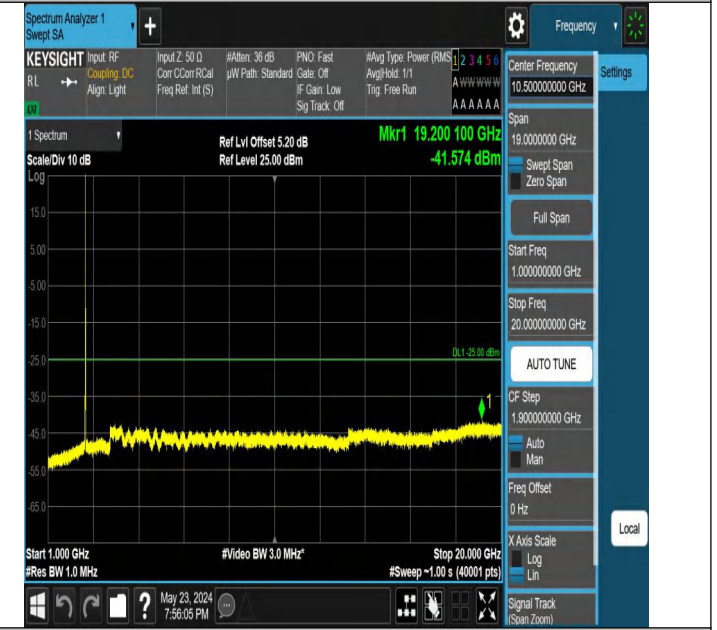 Spectrum Analyzer 1
Swept SA
Frequency
KEYSIGHT
RL
LXI
Input: RF
Coupling: DC
Align: Light
Input Z: 50 Ω
Corr CCorr RCal
Freq Ref: Int (S)
#Atten: 36 dB
µW Path: Standard
PNO: Fast
Gate: Off
IF Gain: Low
Sig Track: Off
#Avg Type: Power (RMS
Avg|Hold: 1/1
Trig: Free Run
1 2 3 4 5 6
A W W W W W
A A A A A A
1 Spectrum
Scale/Div 10 dB
Log
Ref Lvl Offset 5.20 dB
Ref Level 25.00 dBm
Mkr1 19.200 100 GHz
-41.574 dBm
15.0
5.00
-5.00
-15.0
-25.0
-35.0
-45.0
-55.0
-65.0
DL1 -25.00 dBm
1
Start 1.000 GHz
#Res BW 1.0 MHz
#Video BW 3.0 MHz*
Stop 20.000 GHz
#Sweep ~1.00 s (40001 pts)
Center Frequency
10.500000000 GHz
Settings
Span
19.0000000 GHz
Swept Span
Zero Span
Full Span
Start Freq
1.000000000 GHz
Stop Freq
20.000000000 GHz
AUTO TUNE
CF Step
1.900000000 GHz
Auto
Man
Freq Offset
0 Hz
X Axis Scale
Log
Lin
Signal Track
(Span Zoom)
Local
?
May 23, 2024
7:56:05 PM